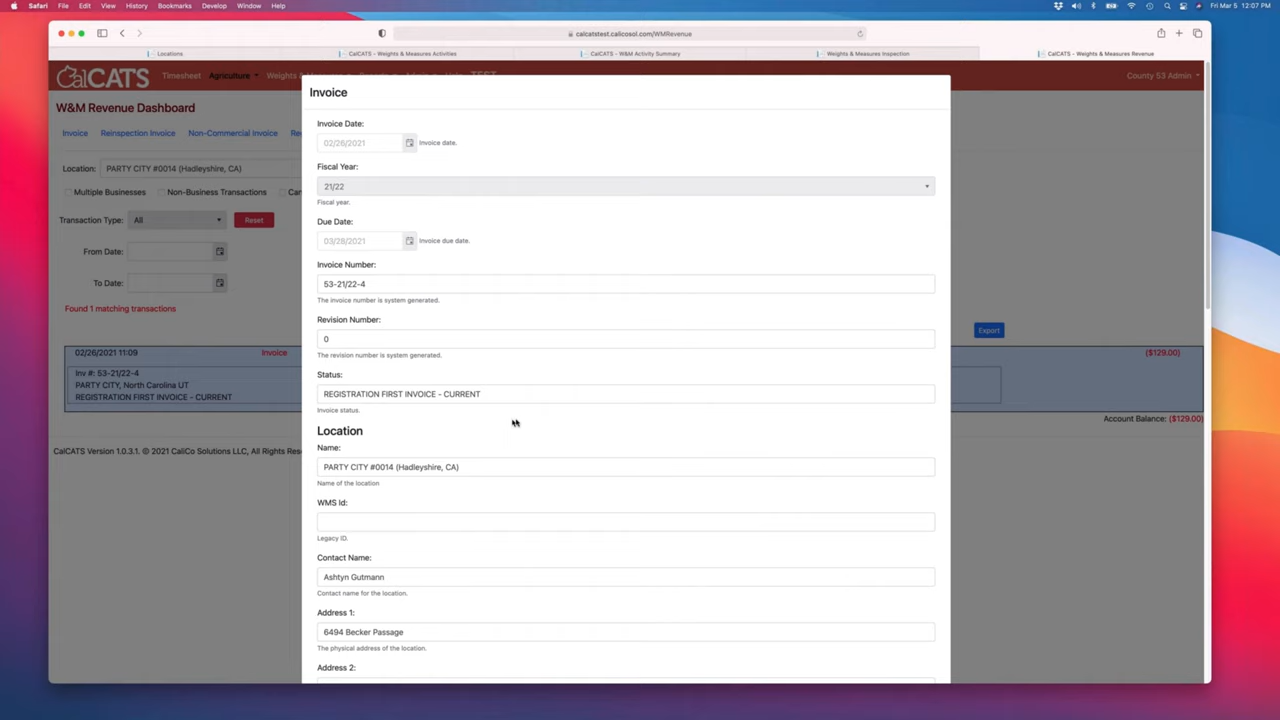 Safari File Edit View History Bookmarks Develop Window Help Fri Mar 5 12:07 PM
calcatstest.calicosol.com/WMRevenue
Locations CalCATS - Weights & Measures Activities CalCATS - W&M Activity Summary Weights & Measures Inspection CalCATS - Weights & Measures Revenue
CalCATS Timesheet Agriculture Weights County 53 Admin
W&M Revenue Dashboard
Invoice Reinspection Invoice Non-Commercial Invoice
Location: PARTY CITY #0014 (Hadleyshire, CA)
Multiple Businesses Non-Business Transactions
Transaction Type: All Reset
From Date:
To Date:
Found 1 matching transactions
Export
02/26/2021 11:09 Invoice ($129.00)
Inv #: 53-21/22-4
PARTY CITY, North Carolina UT
REGISTRATION FIRST INVOICE - CURRENT
Account Balance: ($129.00)
CalCATS Version 1.0.3.1. © 2021 CaliCo Solutions LLC, All Rights
Invoice
Invoice Date:
02/26/2021 Invoice date.
Fiscal Year:
21/22
Fiscal year.
Due Date:
03/28/2021 Invoice due date.
Invoice Number:
53-21/22-4
The invoice number is system generated.
Revision Number:
0
The revision number is system generated.
Status:
REGISTRATION FIRST INVOICE - CURRENT
Invoice status.
Location
Name:
PARTY CITY #0014 (Hadleyshire, CA)
Name of the location
WMS Id:
Legacy ID.
Contact Name:
Ashtyn Gutmann
Contact name for the location.
Address 1:
6494 Becker Passage
The physical address of the location.
Address 2: